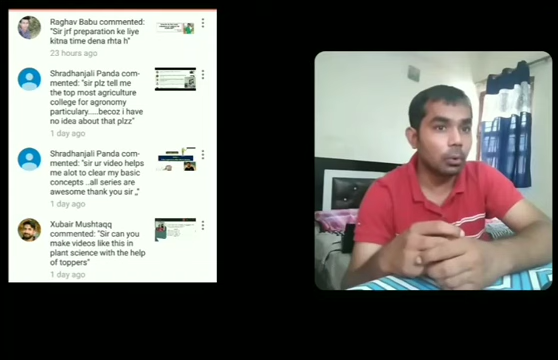 Raghav Babu commented:
"Sir jrf preparation ke liye
kitna time dena rhta h"
23 hours ago
Shradhanjali Panda com-
mented: "sir plz tell me
the top most agriculture
college for agronomy
particulary.....becoz i have
no idea about that plzz"
1 day ago
Shradhanjali Panda com-
mented: "sir ur video helps
me alot to clear my basic
concepts ..all series are
awesome thank you sir ,,"
1 day ago
Xubair Mushtaqq
commented: "Sir can you
make videos like this in
plant science with the help
of toppers"
1 day ago